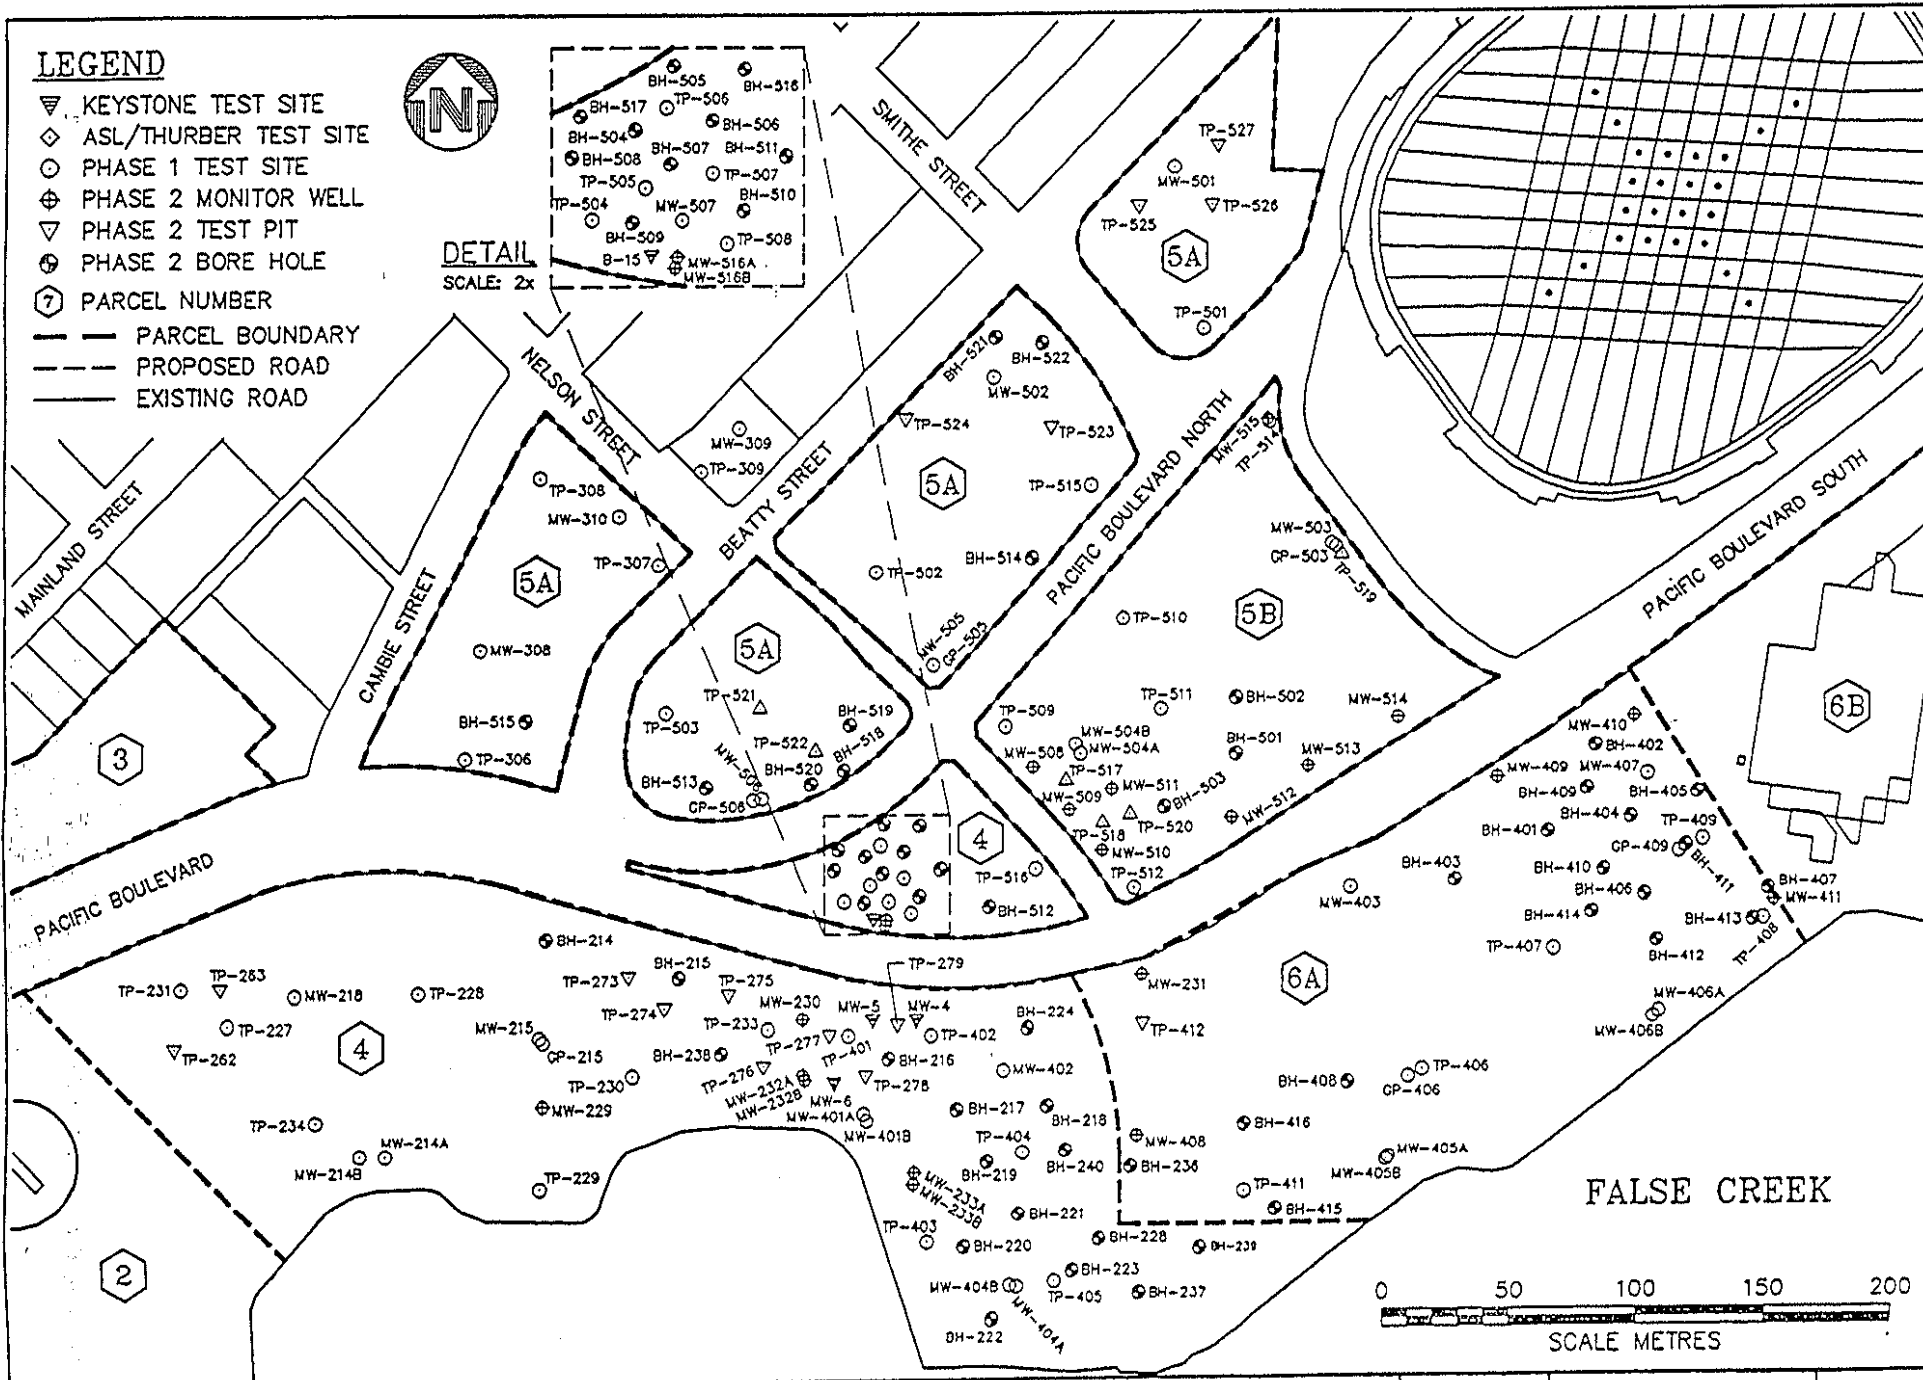 LEGEND
KEYSTONE TEST SITE
ASL/THURBER TEST SITE
PHASE 1 TEST SITE
PHASE 2 MONITOR WELL
PHASE 2 TEST PIT
PHASE 2 BORE HOLE
7 PARCEL NUMBER
PARCEL BOUNDARY
PROPOSED ROAD
EXISTING ROAD
N
DETAIL
SCALE: 2x
BH-505
BH-516
BH-517
TP-506
BH-504
BH-506
BH-508
BH-507
BH-511
TP-505
TP-507
TP-504
MW-507
BH-510
BH-509
TP-508
B-15
MW-516A
MW-516B
SMITHE STREET
NELSON STREET
BEATTY STREET
MAINLAND STREET
CAMBIE STREET
PACIFIC BOULEVARD NORTH
PACIFIC BOULEVARD SOUTH
PACIFIC BOULEVARD
TP-527
MW-501
TP-525
TP-526
5A
TP-501
BH-521
BH-522
MW-502
TP-524
TP-523
5A
TP-515
TP-502
BH-514
MW-505
GP-505
MW-309
TP-309
TP-308
MW-310
TP-307
5A
MW-308
BH-515
TP-306
3
5A
TP-521
TP-503
BH-519
TP-522
BH-518
MW-506
BH-520
BH-513
GP-506
MW-515
TP-514
MW-503
GP-503
TP-519
5B
TP-510
TP-511
BH-502
MW-514
TP-509
MW-504B
MW-504A
BH-501
MW-513
MW-508
TP-517
MW-511
MW-509
BH-503
MW-512
TP-518
TP-520
MW-510
TP-512
4
TP-516
BH-512
6B
MW-410
BH-402
MW-409
MW-407
BH-409
BH-405
BH-404
BH-401
TP-409
GP-409
BH-411
BH-403
BH-410
BH-407
MW-403
BH-406
MW-411
BH-414
BH-413
TP-407
BH-412
TP-408
6A
MW-406A
MW-406B
BH-214
TP-279
TP-231
TP-263
MW-218
TP-228
TP-273
BH-215
TP-275
MW-231
TP-227
TP-274
MW-230
MW-5
MW-4
BH-224
TP-412
TP-262
4
MW-215
GP-215
TP-233
TP-277
TP-401
TP-402
BH-238
BH-216
TP-230
TP-276
MW-232A
MW-232B
TP-278
MW-402
BH-408
TP-406
GP-406
MW-229
MW-6
MW-401A
MW-401B
BH-217
BH-218
BH-416
TP-234
TP-404
MW-408
MW-214A
MW-214B
BH-219
BH-240
BH-236
MW-405A
MW-405B
TP-229
MW-233A
MW-233B
TP-411
BH-415
FALSE CREEK
BH-221
TP-403
BH-220
BH-228
BH-239
2
BH-223
MW-404B
TP-405
BH-237
MW-404A
BH-222
0 50 100 150 200
SCALE METRES